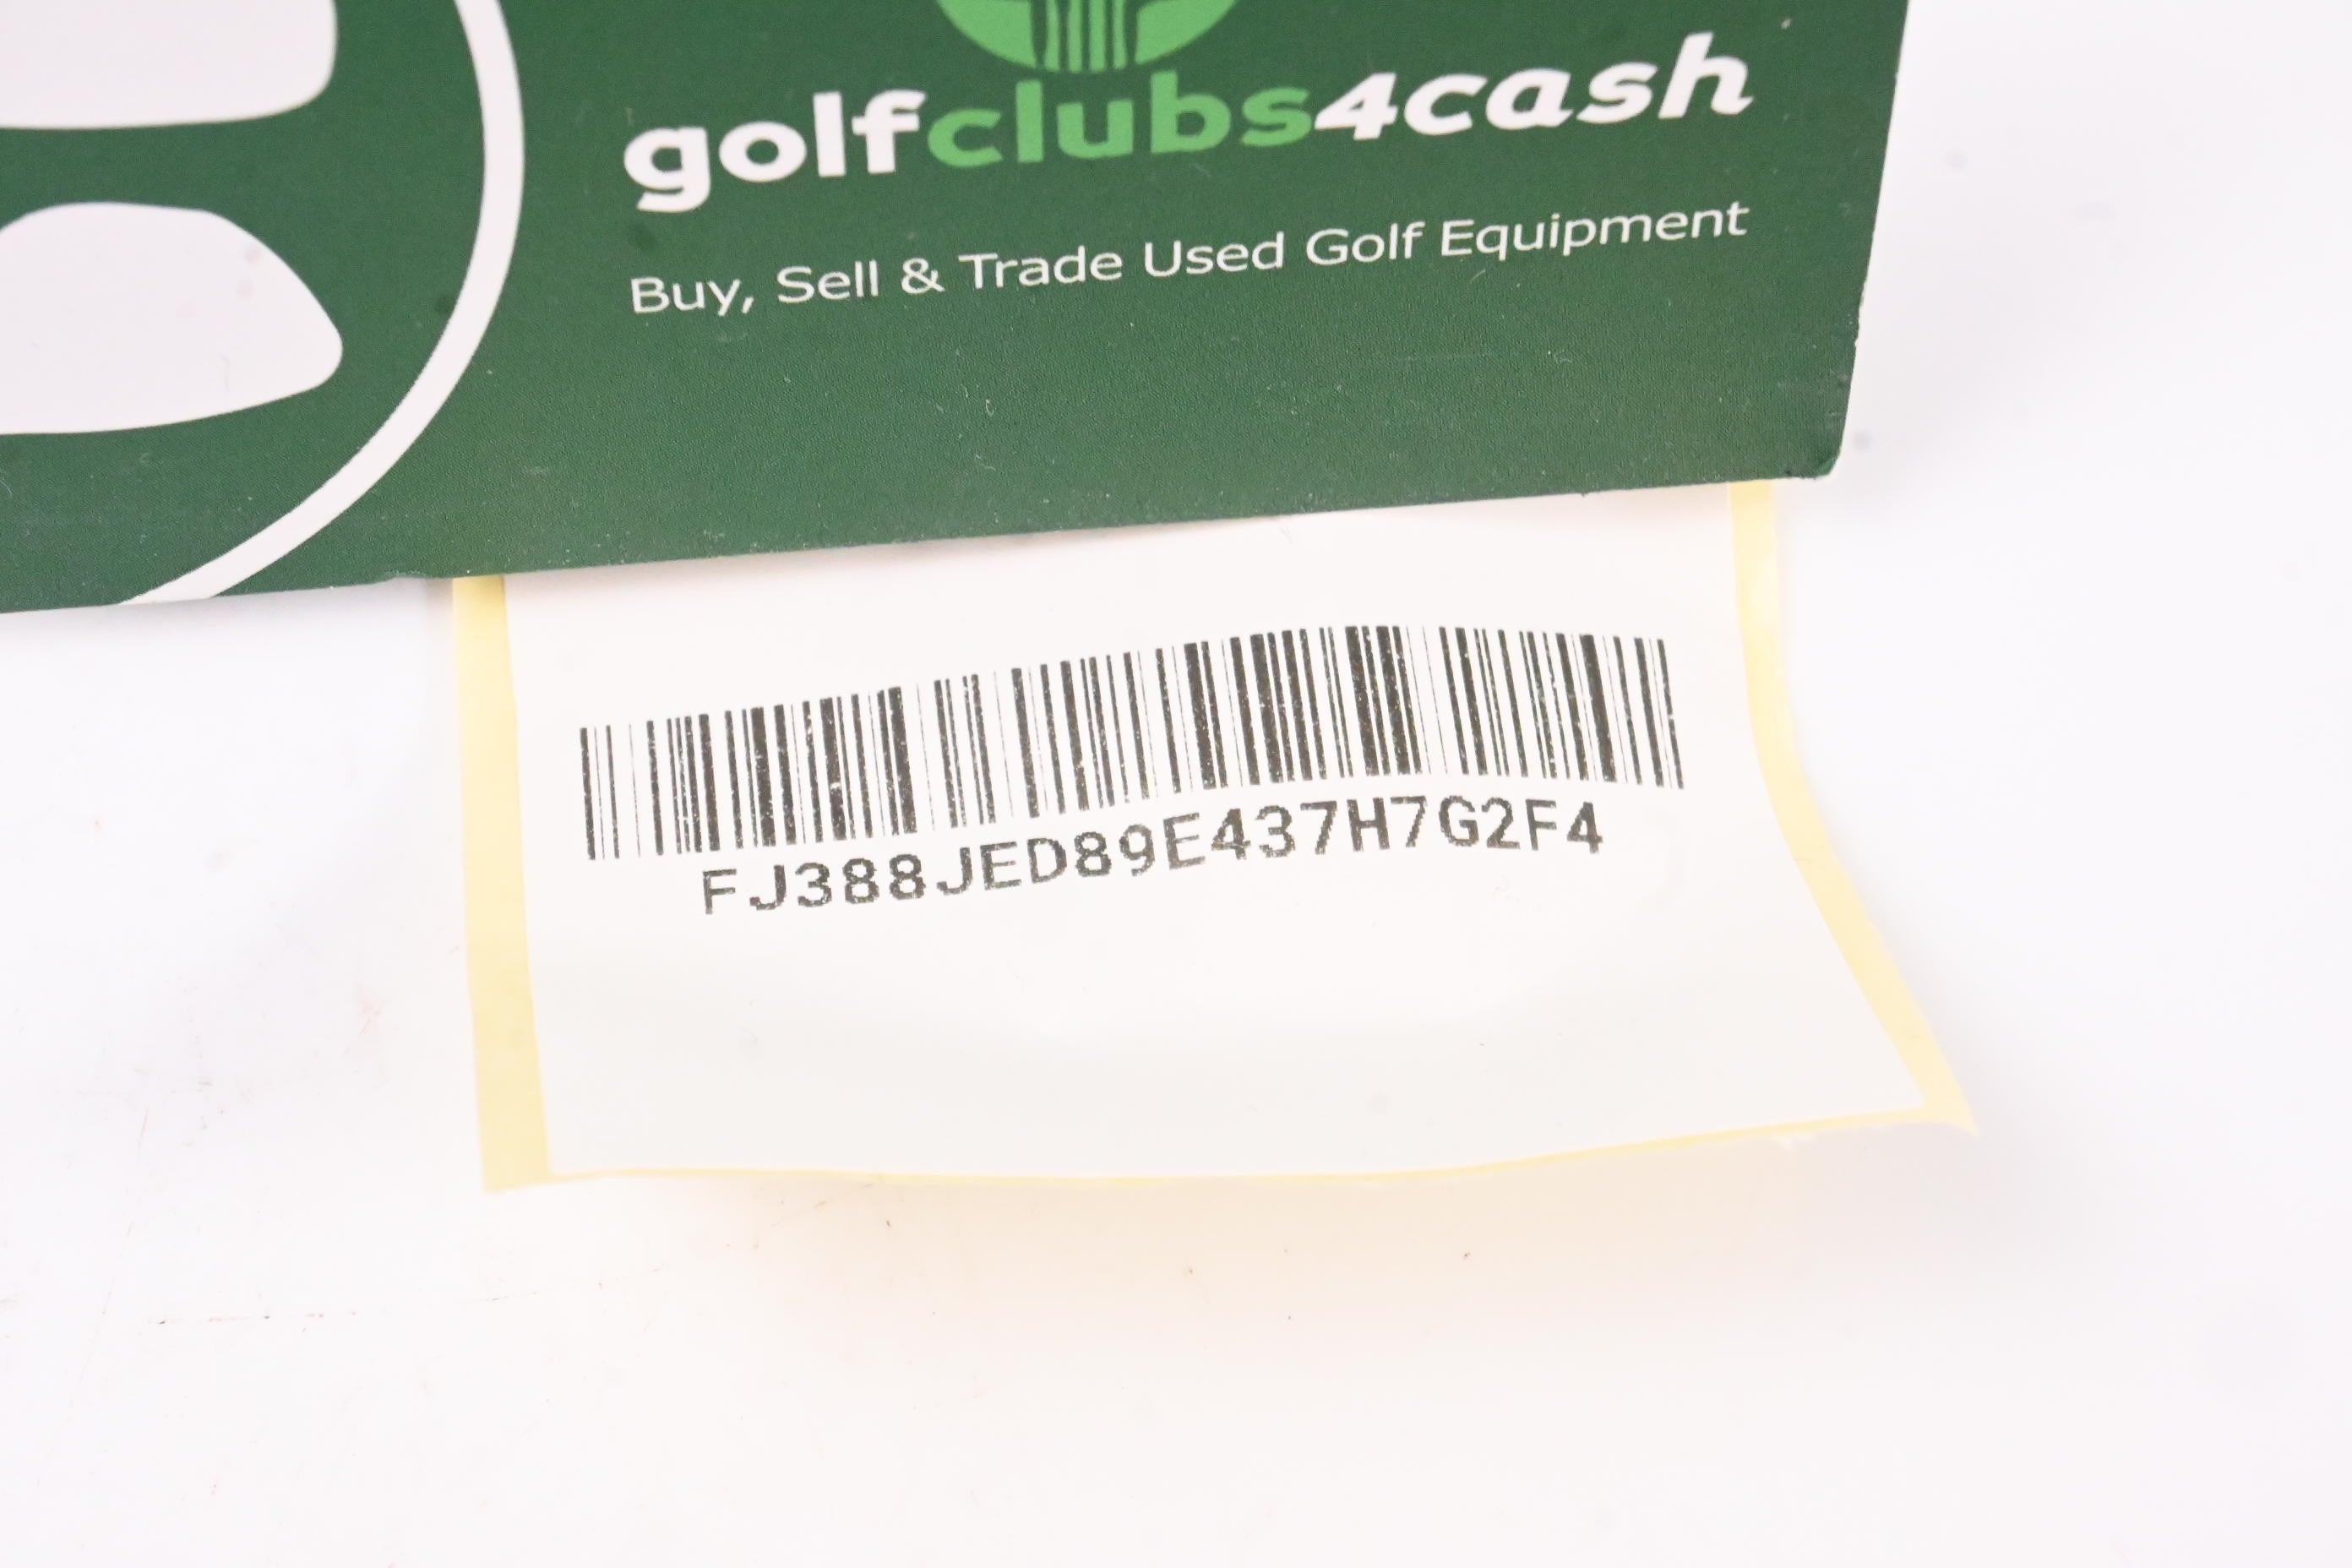 golfclubs4cash
Buy, Sell & Trade Used Golf Equipment
FJ388JED89E437H7G2F4